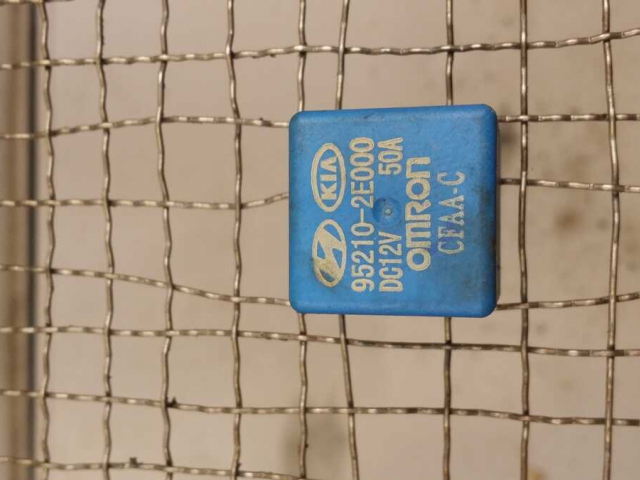 KIA
95210-2E000
DC12V 50A
OMRON
CFAA-C